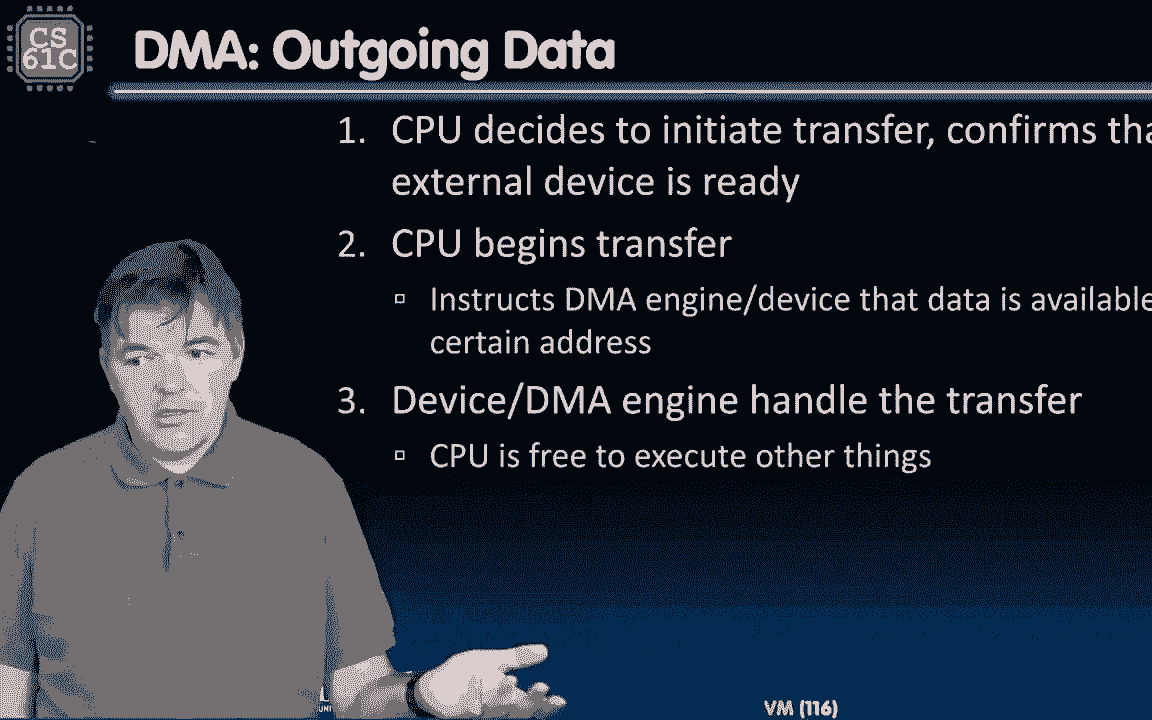 CS
61C
DMA: Outgoing Data
1. CPU decides to initiate transfer, confirms tha
external device is ready
2. CPU begins transfer
▫ Instructs DMA engine/device that data is available
certain address
3. Device/DMA engine handle the transfer
▫ CPU is free to execute other things
VM (116)